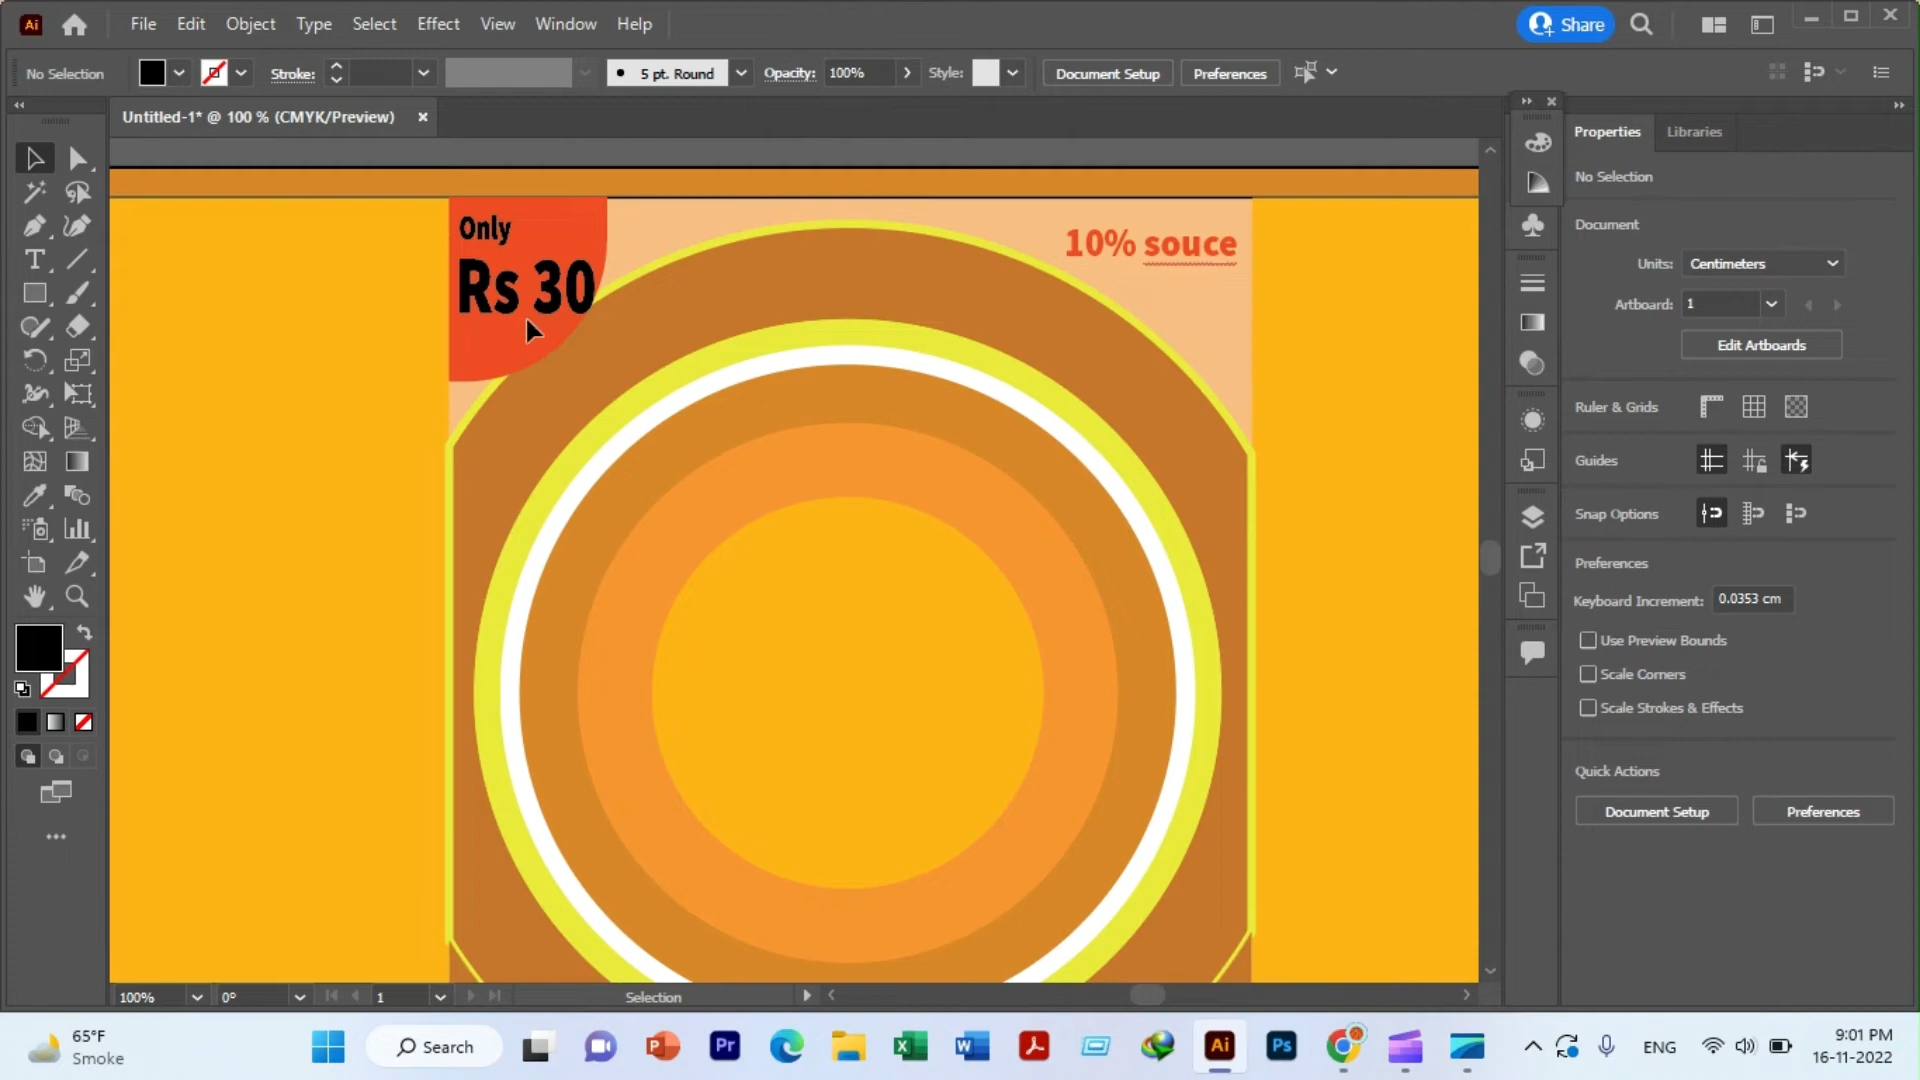 Ai File Edit Object Type Select Effect View Window Help Share
No Selection Stroke: 5 pt. Round Opacity: 100% Style: Document Setup Preferences
Untitled-1* @ 100 % (CMYK/Preview)
Properties Libraries
No Selection
Document
Units: Centimeters
Artboard: 1
Edit Artboards
Ruler & Grids
Guides
Snap Options
Preferences
Keyboard Increment: 0.0353 cm
Use Preview Bounds
Scale Corners
Scale Strokes & Effects
Quick Actions
Document Setup Preferences
Only
Rs 30
10% souce
100% 0° 1 Selection
65°F
Smoke
Search
Pr
Ai
Ps
ENG
9:01 PM
16-11-2022